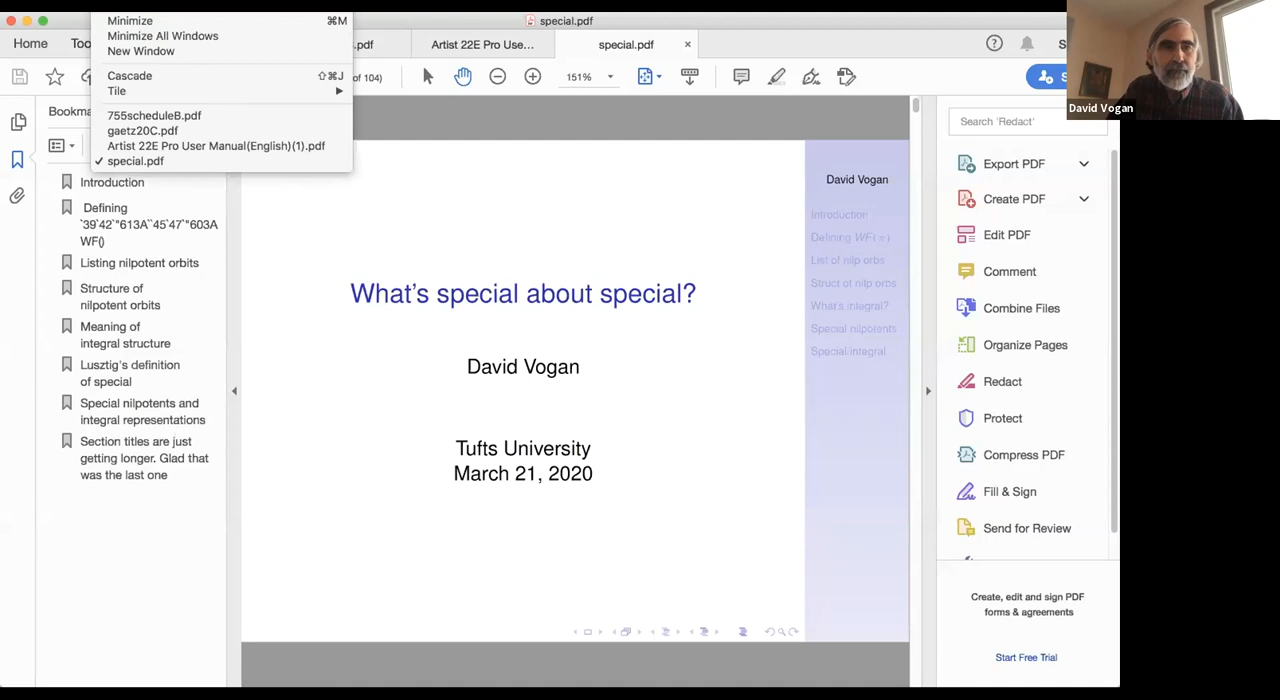 Minimize ⌘M
Minimize All Windows
New Window
Cascade ⇧⌘J
Tile
755scheduleB.pdf
gaetz20C.pdf
Artist 22E Pro User Manual(English)(1).pdf
✓ special.pdf
special.pdf
Home
.pdf
Artist 22E Pro Use...
special.pdf ×
of 104)
151%
Introduction
Defining
`39`42`"613A``45`47`"603A
WF()
Listing nilpotent orbits
Structure of
nilpotent orbits
Meaning of
integral structure
Lusztig's definition
of special
Special nilpotents and
integral representations
Section titles are just
getting longer. Glad that
was the last one
What's special about special?
David Vogan
Tufts University
March 21, 2020
David Vogan
Introduction
Defining WF(π)
List of nilp orbs
Struct of nilp orbs
What's integral?
Special nilpotents
Special/integral
David Vogan
Search 'Redact'
Export PDF
Create PDF
Edit PDF
Comment
Combine Files
Organize Pages
Redact
Protect
Compress PDF
Fill & Sign
Send for Review
Create, edit and sign PDF
forms & agreements
Start Free Trial